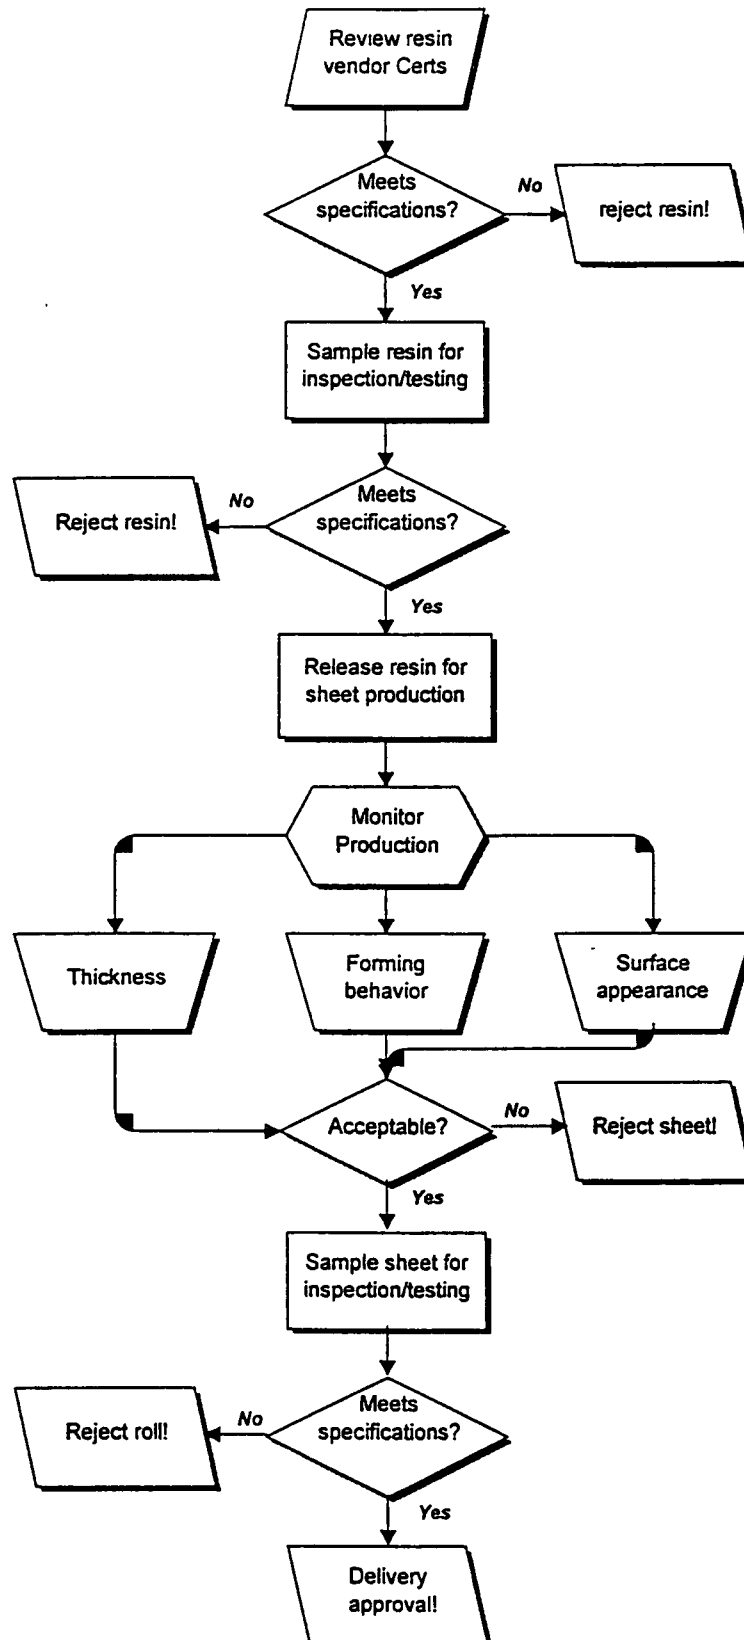 Review resin
vendor Certs
Meets
specifications?
No
reject resin!
Yes
Sample resin for
inspection/testing
Reject resin!
No
Meets
specifications?
Yes
Release resin for
sheet production
Monitor
Production
Thickness
Forming
behavior
Surface
appearance
Acceptable?
No
Reject sheet!
Yes
Sample sheet for
inspection/testing
Reject roll!
No
Meets
specifications?
Yes
Delivery
approval!